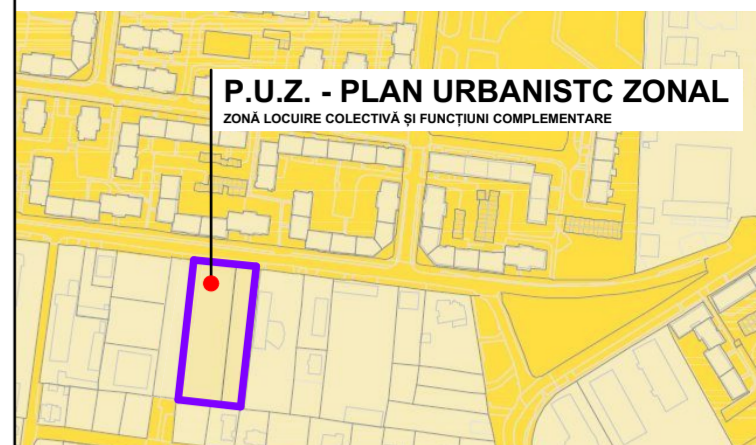 P.U.Z. - PLAN URBANISTC ZONAL
ZONĂ LOCUIRE COLECTIVĂ ȘI FUNCȚIUNI COMPLEMENTARE